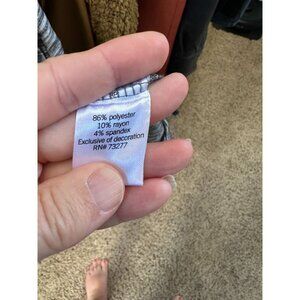 86% polyester
10% rayon
4% spandex
Exclusive of decoration
RN# 73277